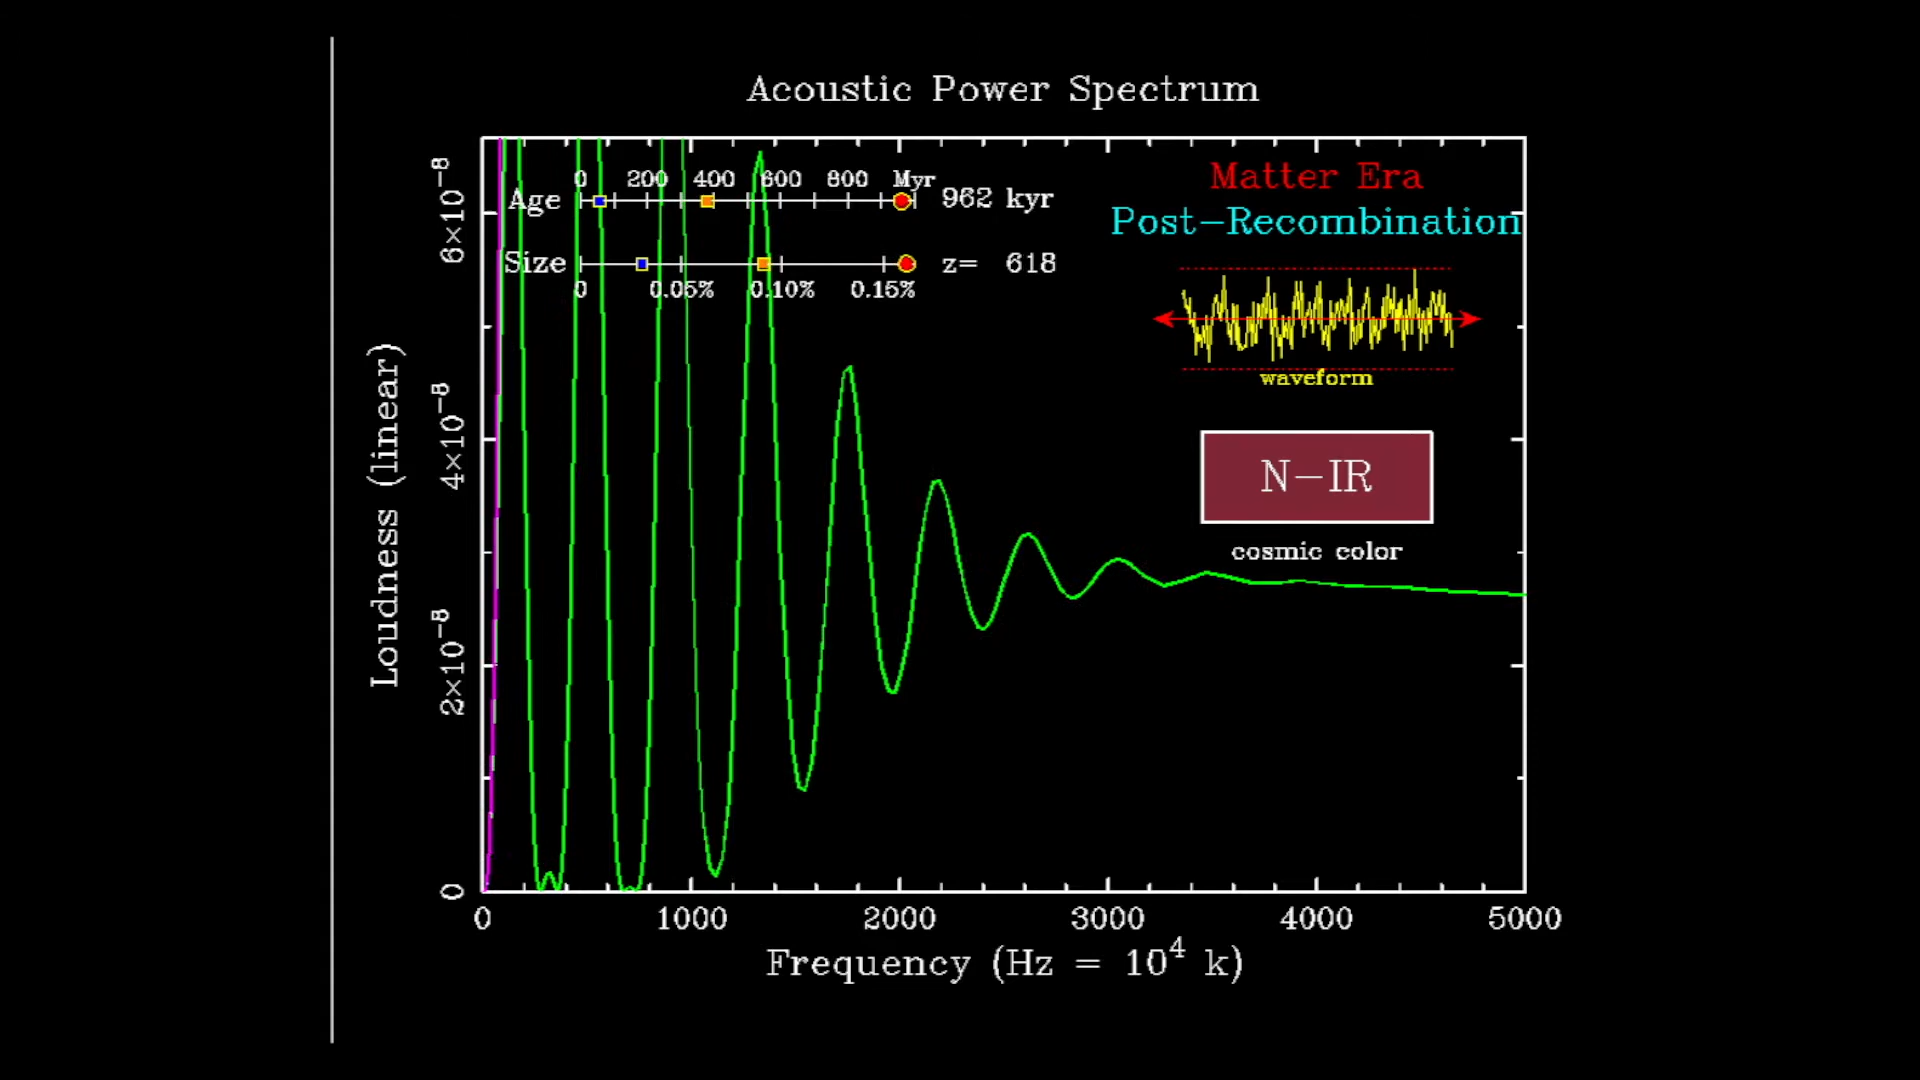 Acoustic Power Spectrum
Matter Era
Post-Recombination
0 200 400 600 800 Myr
Age 962 kyr
Size z= 618
0 0.05% 0.10% 0.15%
waveform
N-IR
cosmic color
Loudness (linear)
6×10⁻⁸
4×10⁻⁸
2×10⁻⁸
0
0 1000 2000 3000 4000 5000
Frequency (Hz = 10⁴ k)